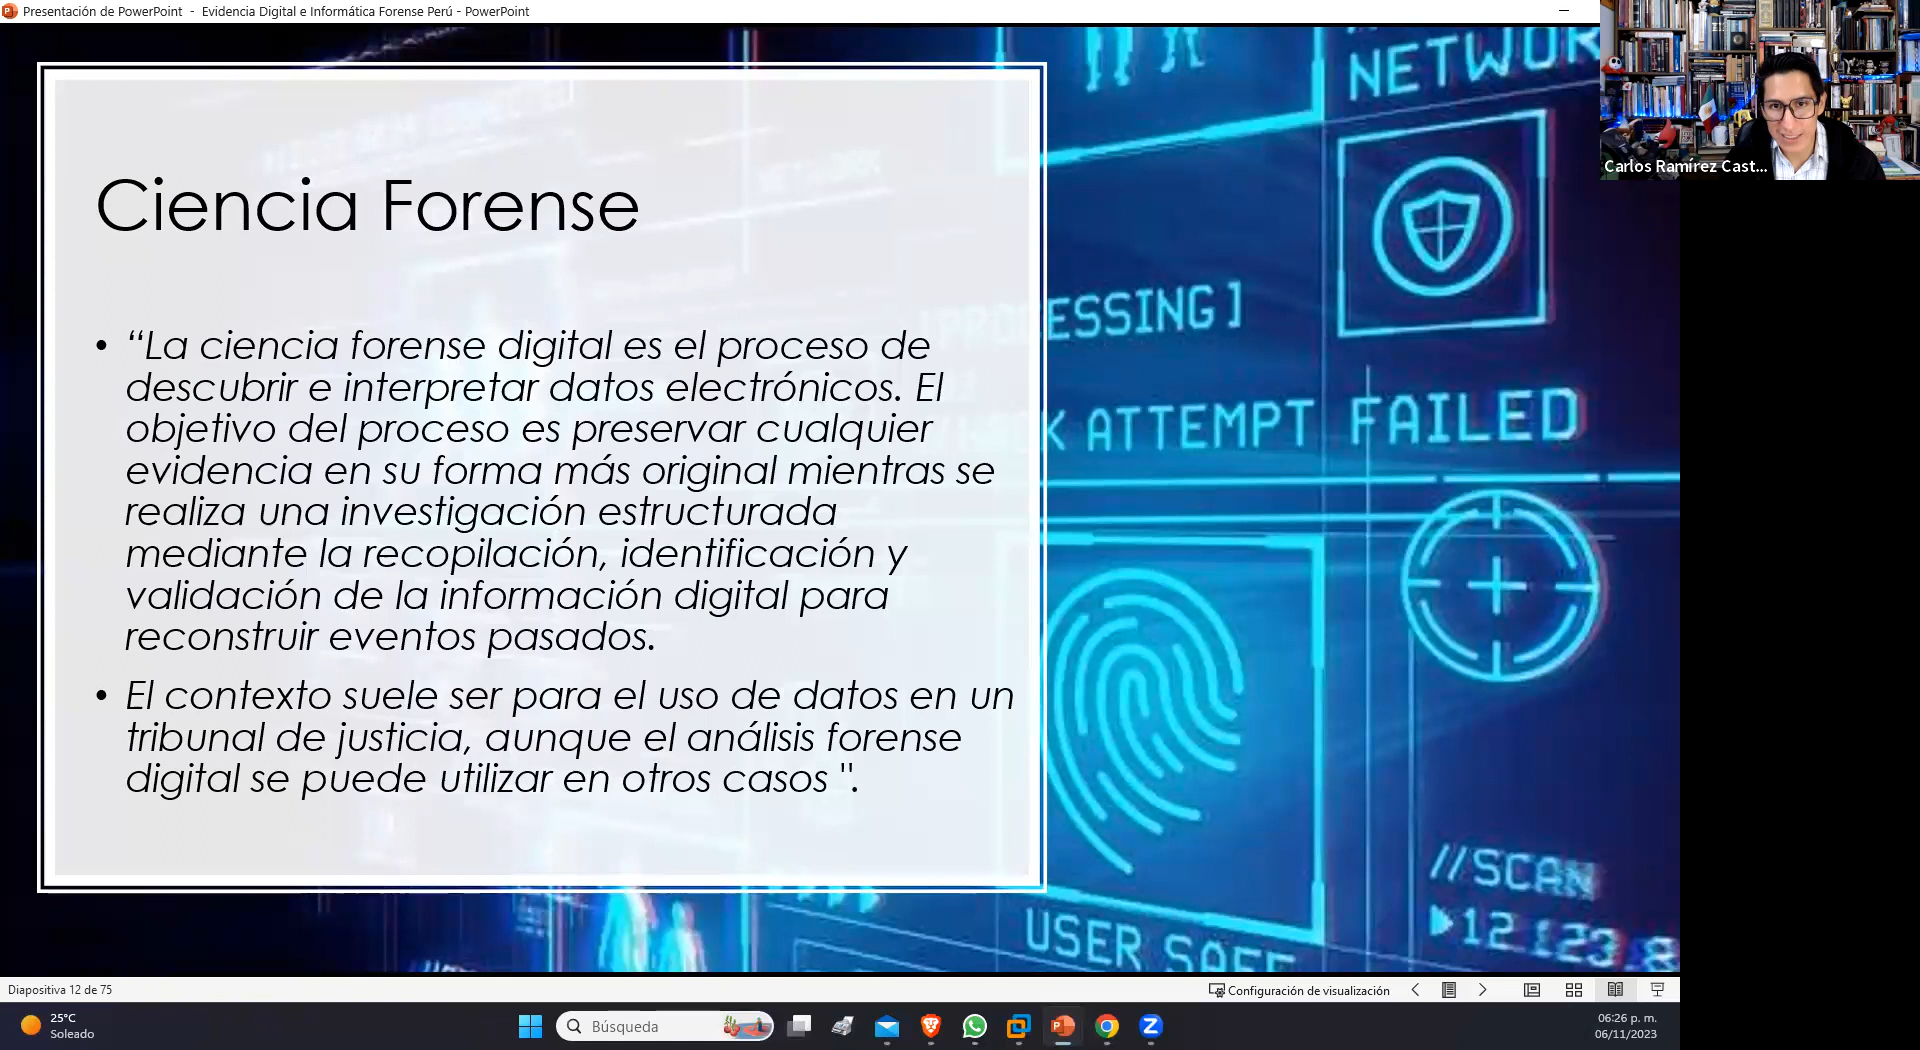 Presentación de PowerPoint - Evidencia Digital e Informática Forense Perú - PowerPoint
Carlos Ramírez Cast...
Ciencia Forense
• “La ciencia forense digital es el proceso de
descubrir e interpretar datos electrónicos. El
objetivo del proceso es preservar cualquier
evidencia en su forma más original mientras se
realiza una investigación estructurada
mediante la recopilación, identificación y
validación de la información digital para
reconstruir eventos pasados.
• El contexto suele ser para el uso de datos en un
tribunal de justicia, aunque el análisis forense
digital se puede utilizar en otros casos ".
NETWOR
[PROCESSING]
ATTEMPT FAILED
//SCAN
12 123.8
USER SAFE
Diapositiva 12 de 75
Configuración de visualización
25°C
Soleado
Búsqueda
06:26 p. m.
06/11/2023